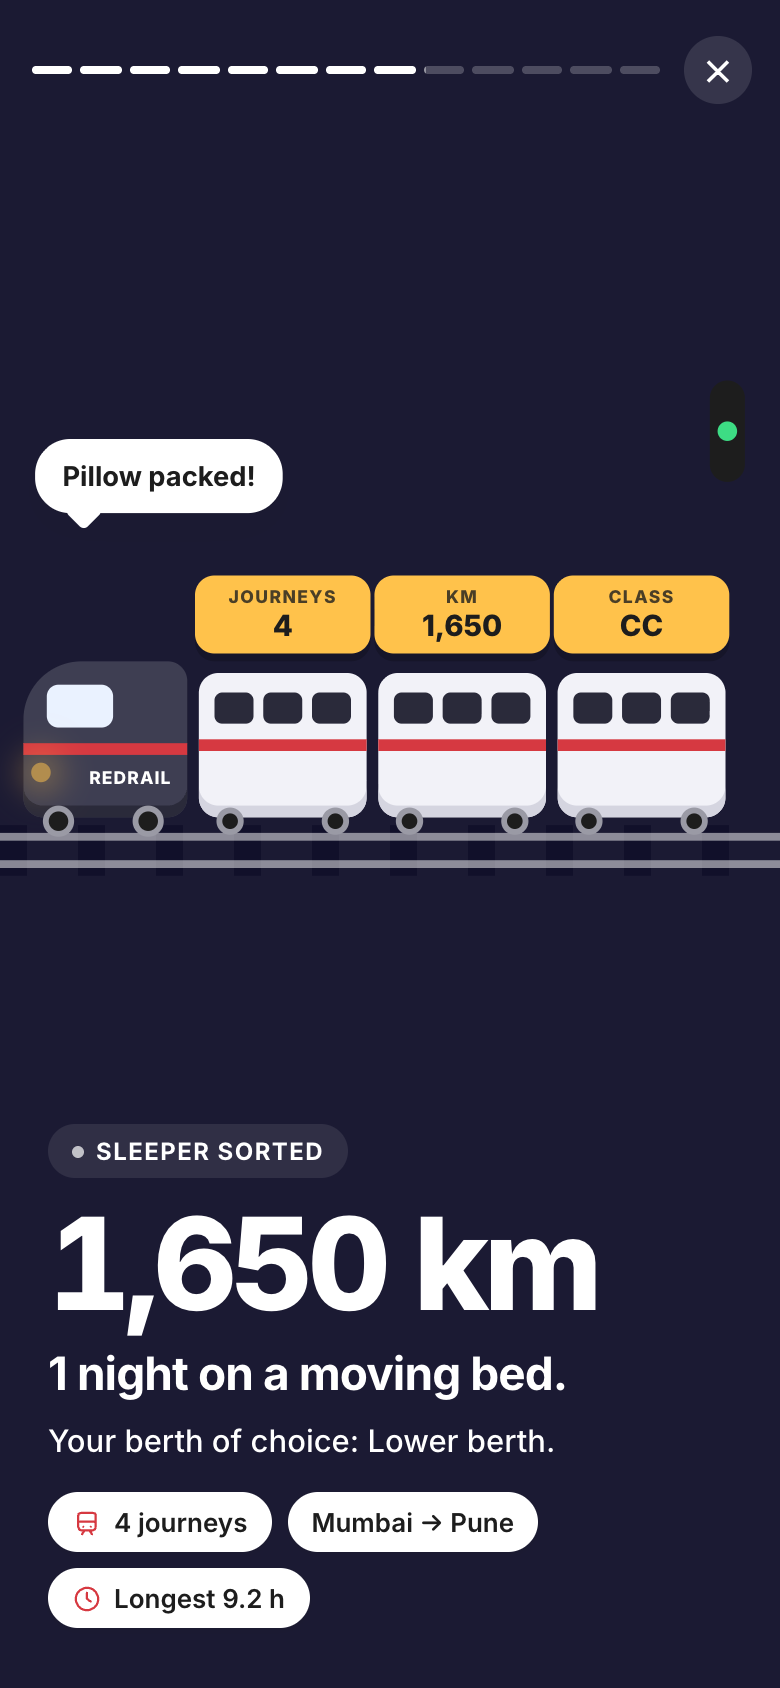 Pillow packed!
JOURNEYS
4
KM
1,650
CLASS
CC
REDRAIL
SLEEPER SORTED
1,650 km
1 night on a moving bed.
Your berth of choice: Lower berth.
4 journeys
Mumbai → Pune
Longest 9.2 h